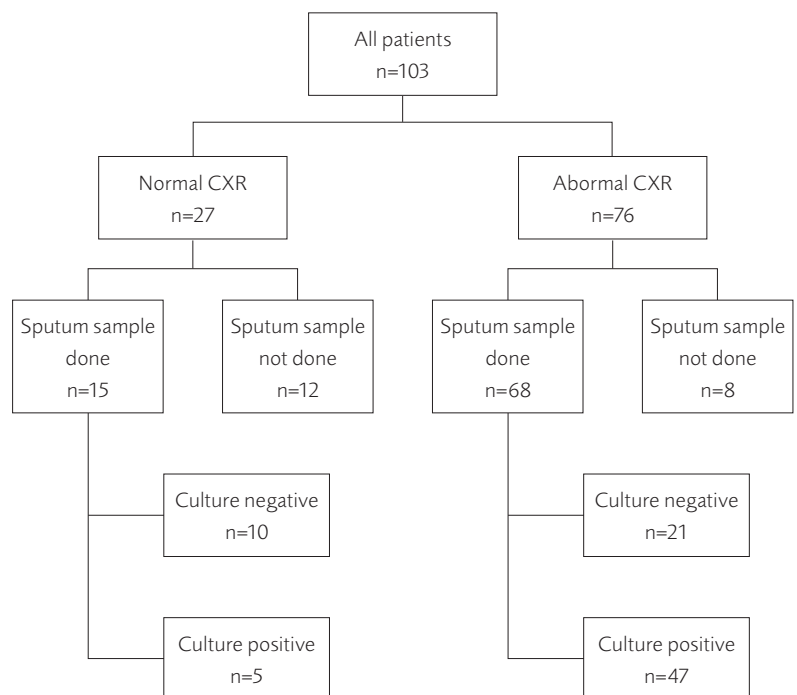 All patients
n=103
Normal CXR
n=27
Abormal CXR
n=76
Sputum sample
done
n=15
Sputum sample
not done
n=12
Sputum sample
done
n=68
Sputum sample
not done
n=8
Culture negative
n=10
Culture negative
n=21
Culture positive
n=5
Culture positive
n=47